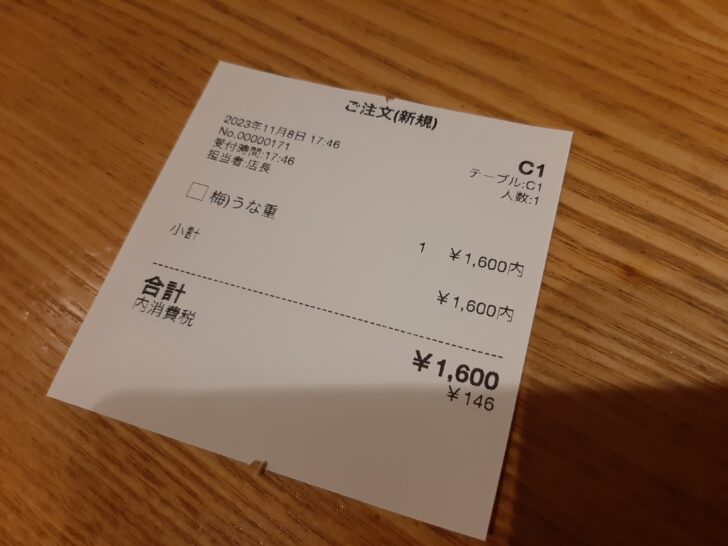 ご注文(新規)
2023年11月8日 17:46
No.00000171
受付時間:17:46
担当者:店長
C1
テーブル:C1
人数:1
梅)うな重
1 ¥1,600内
小計 ¥1,600内
合計 ¥1,600
内消費税 ¥146